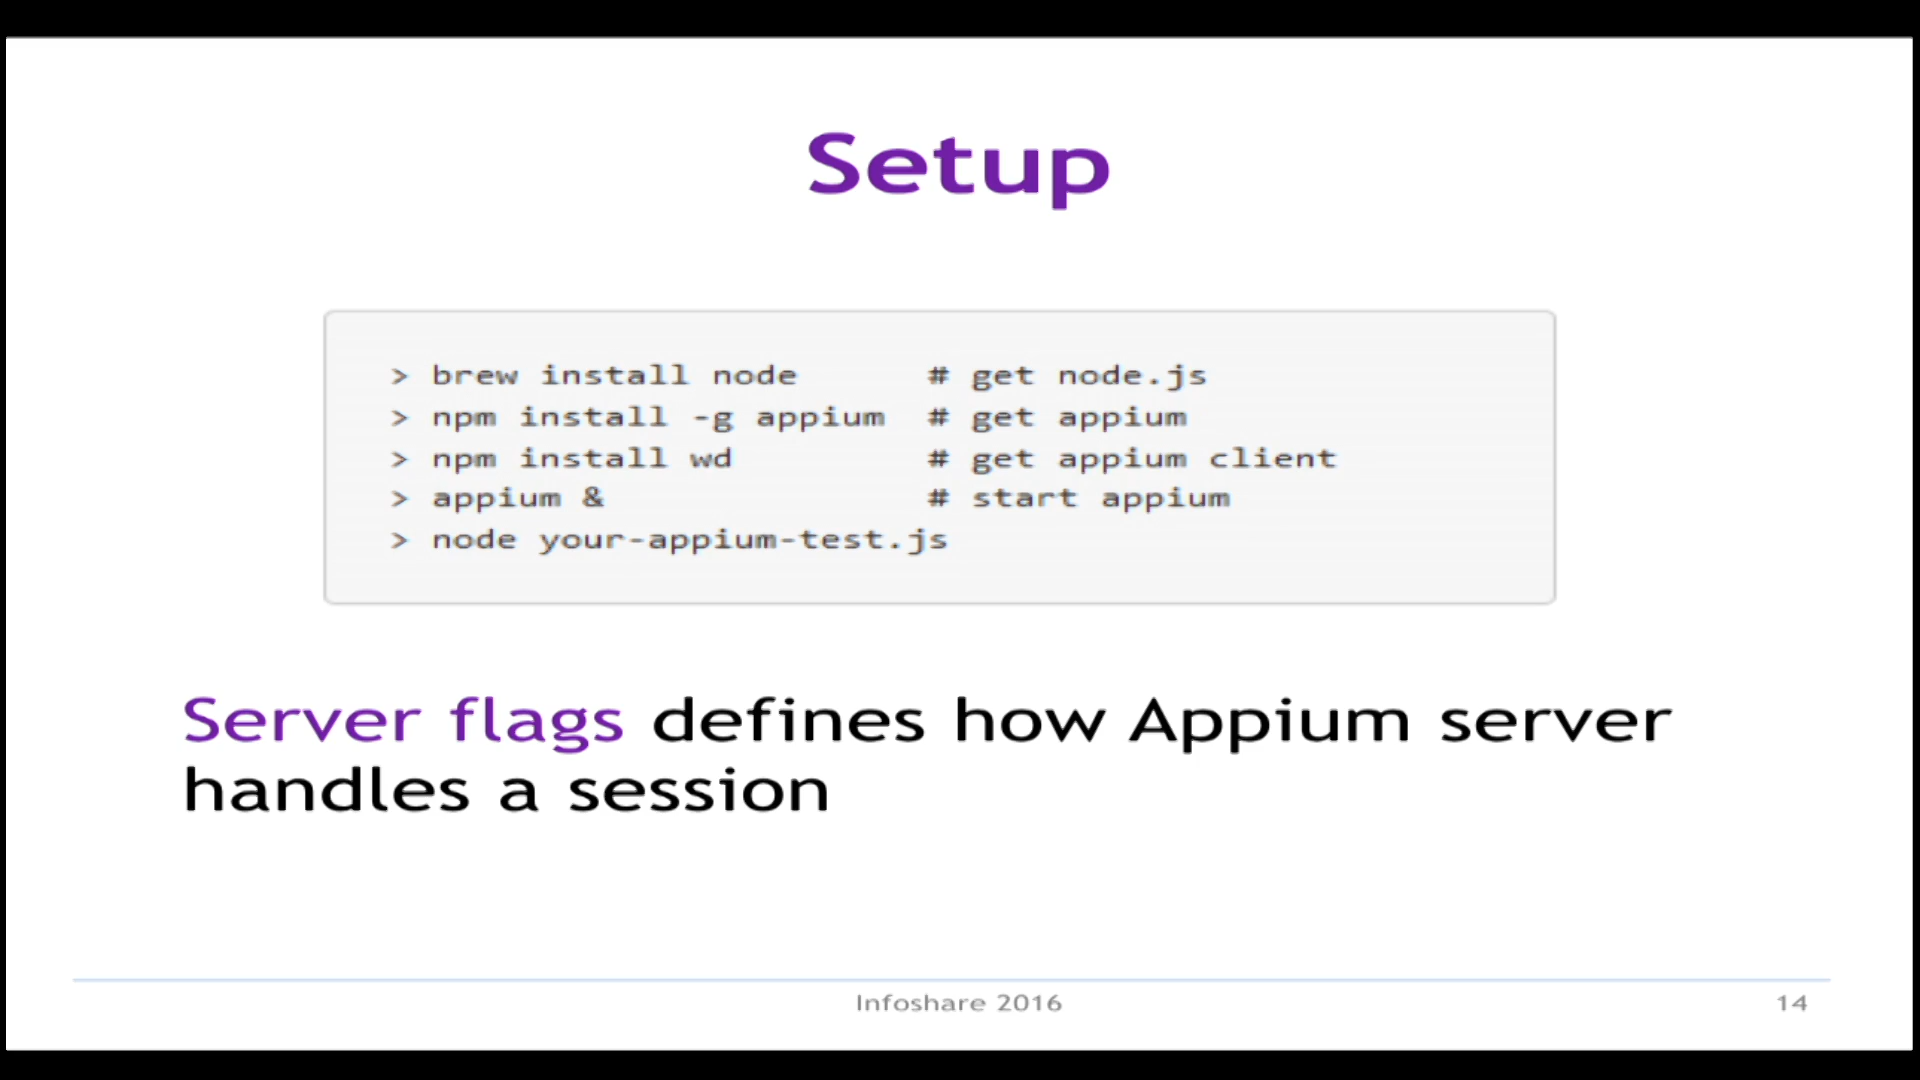 Setup
> brew install node      # get node.js
> npm install -g appium  # get appium
> npm install wd         # get appium client
> appium &               # start appium
> node your-appium-test.js
Server flags defines how Appium server
handles a session
Infoshare 2016
14